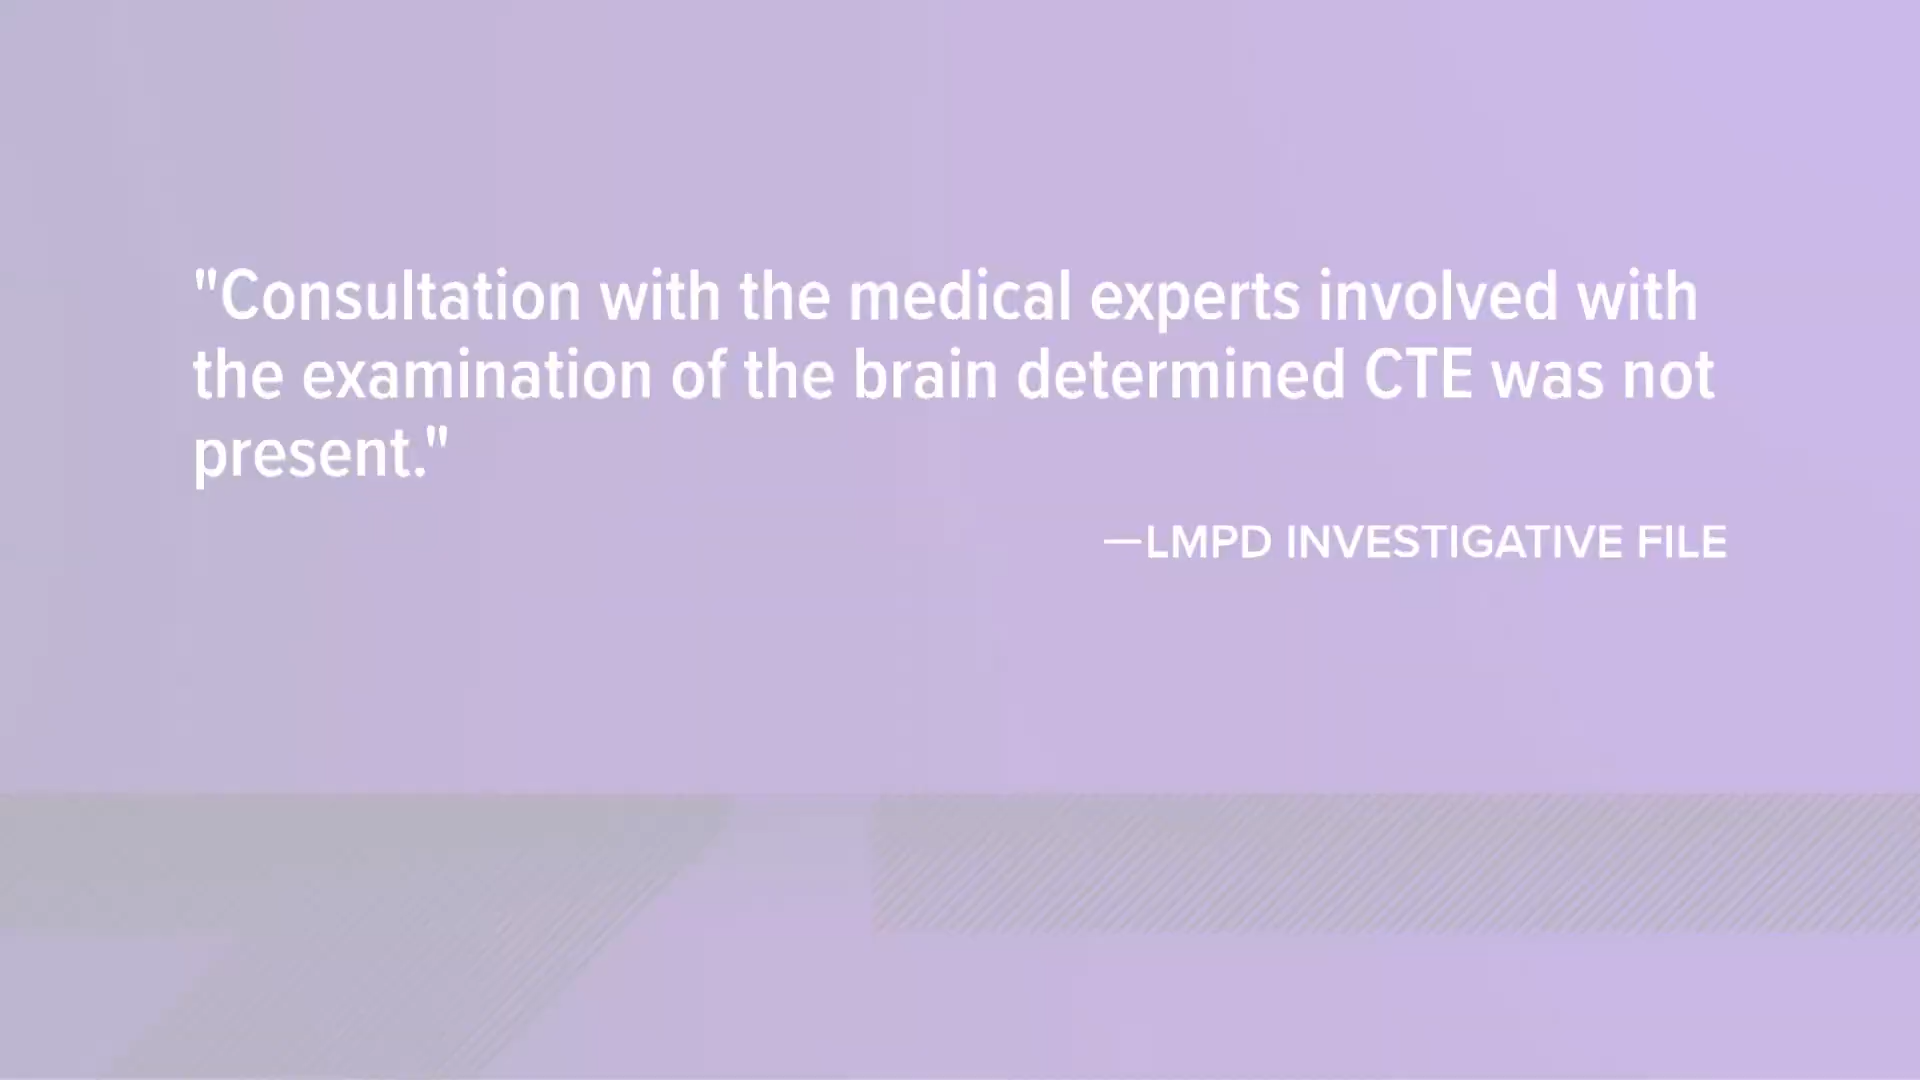 "Consultation with the medical experts involved with
the examination of the brain determined CTE was not
present."
—LMPD INVESTIGATIVE FILE